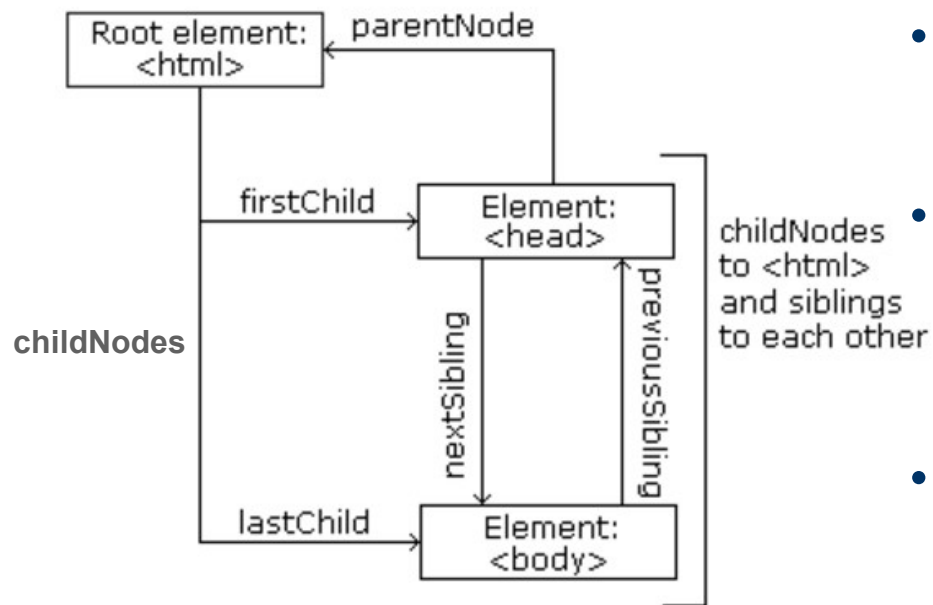 Root element:
<html>
parentNode
firstChild
Element:
<head>
childNodes
to <html>
and siblings
to each other
childNodes
nextSibling
previousSibling
lastChild
Element:
<body>